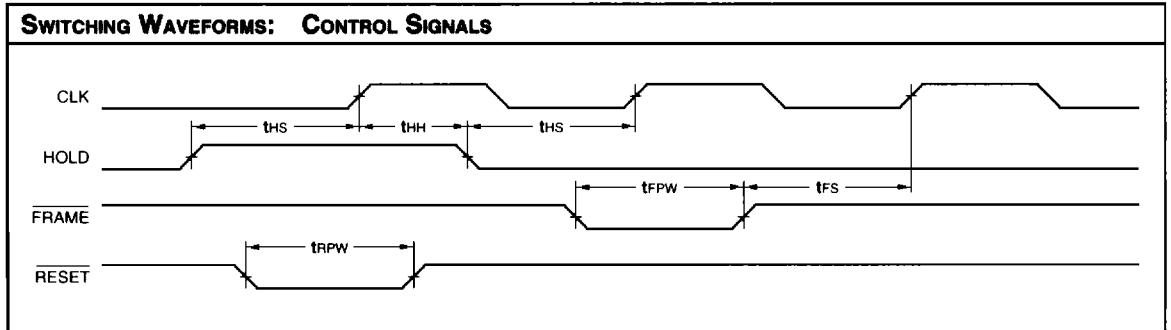 SWITCHING WAVEFORMS: CONTROL SIGNALS
CLK
tHS tHH tHS
HOLD
tFPW tFS
FRAME
tRPW
RESET